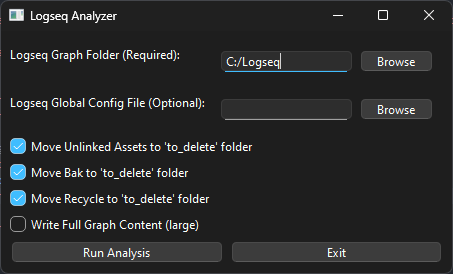 Logseq Analyzer
Logseq Graph Folder (Required):
C:/Logseq
Browse
Logseq Global Config File (Optional):
Browse
Move Unlinked Assets to 'to_delete' folder
Move Bak to 'to_delete' folder
Move Recycle to 'to_delete' folder
Write Full Graph Content (large)
Run Analysis
Exit